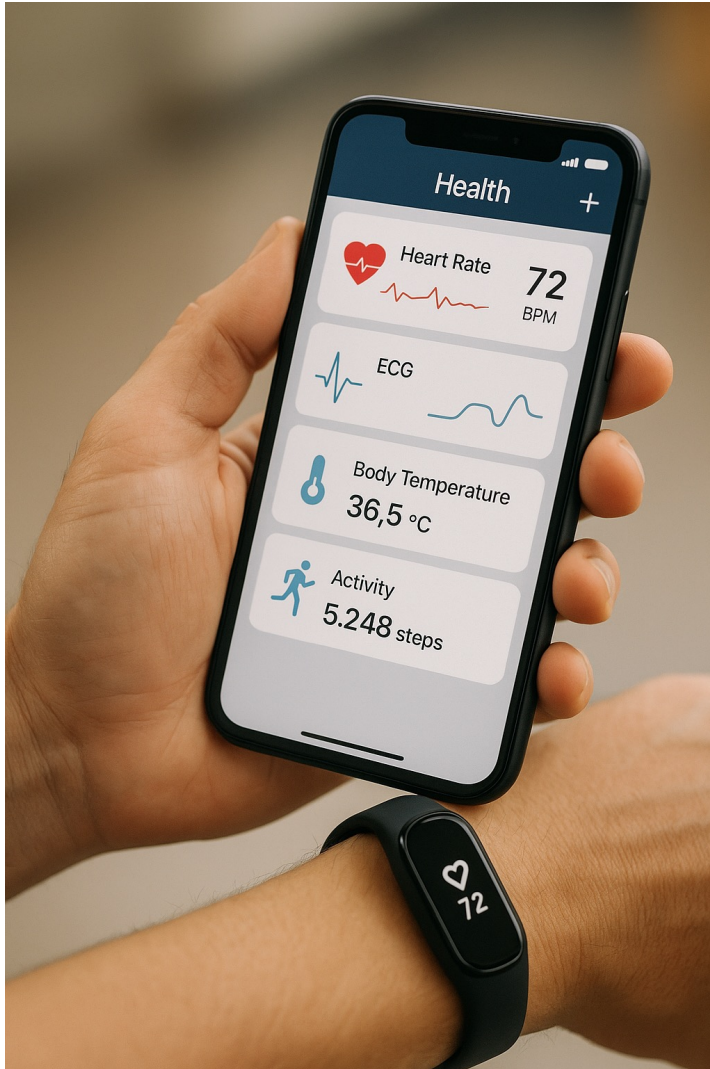 Health
+
Heart Rate
72
BPM
ECG
Body Temperature
36,5 °C
Activity
5.248 steps
72